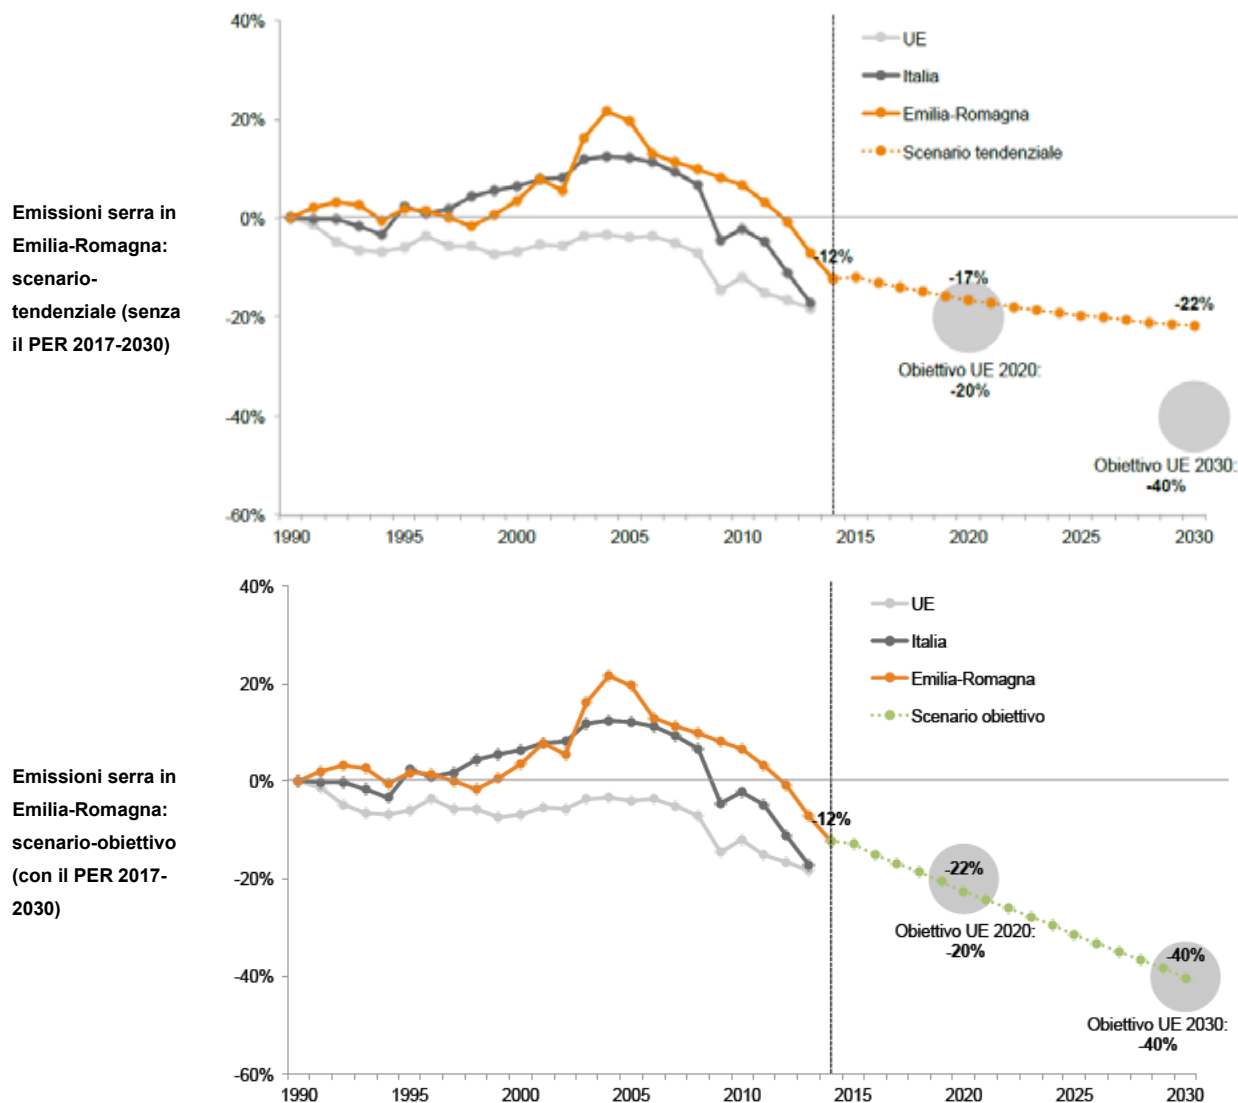 Emissioni serra in
Emilia-Romagna:
scenario-
tendenziale (senza
il PER 2017-2030)
40%
20%
0%
-20%
-40%
-60%
UE
Italia
Emilia-Romagna
Scenario tendenziale
-12%
-17%
-22%
Obiettivo UE 2020:
-20%
Obiettivo UE 2030:
-40%
1990 1995 2000 2005 2010 2015 2020 2025 2030
Emissioni serra in
Emilia-Romagna:
scenario-obiettivo
(con il PER 2017-
2030)
40%
20%
0%
-20%
-40%
-60%
UE
Italia
Emilia-Romagna
Scenario obiettivo
-12%
-22%
Obiettivo UE 2020:
-20%
-40%
Obiettivo UE 2030:
-40%
1990 1995 2000 2005 2010 2015 2020 2025 2030